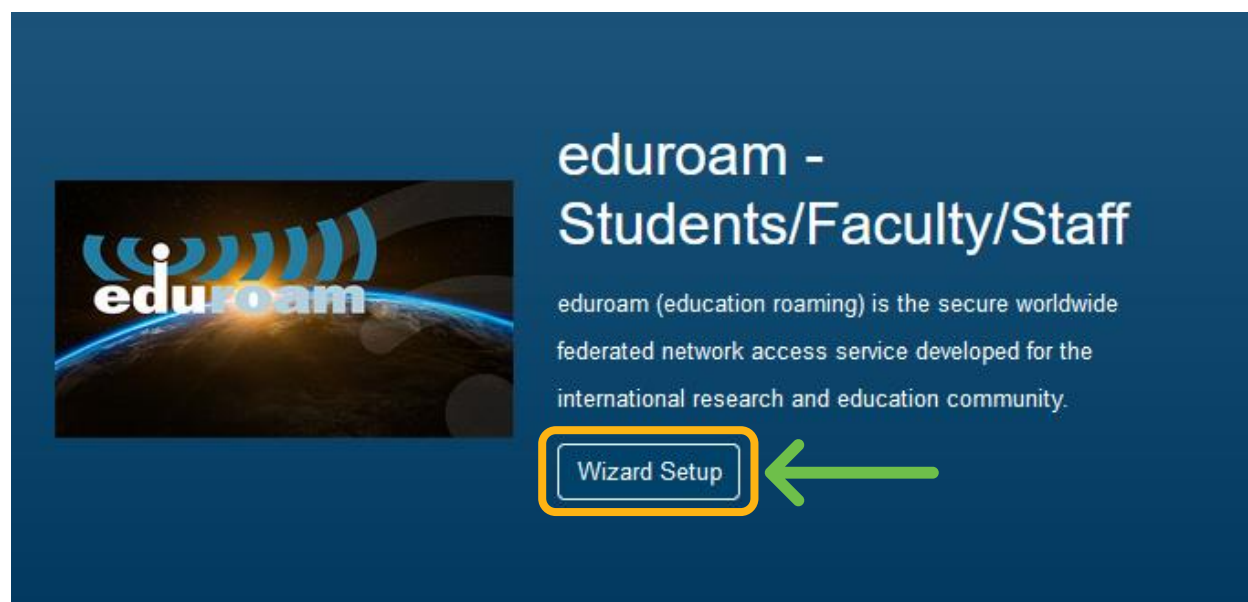 eduroam -
Students/Faculty/Staff
eduroam
eduroam (education roaming) is the secure worldwide
federated network access service developed for the
international research and education community.
Wizard Setup